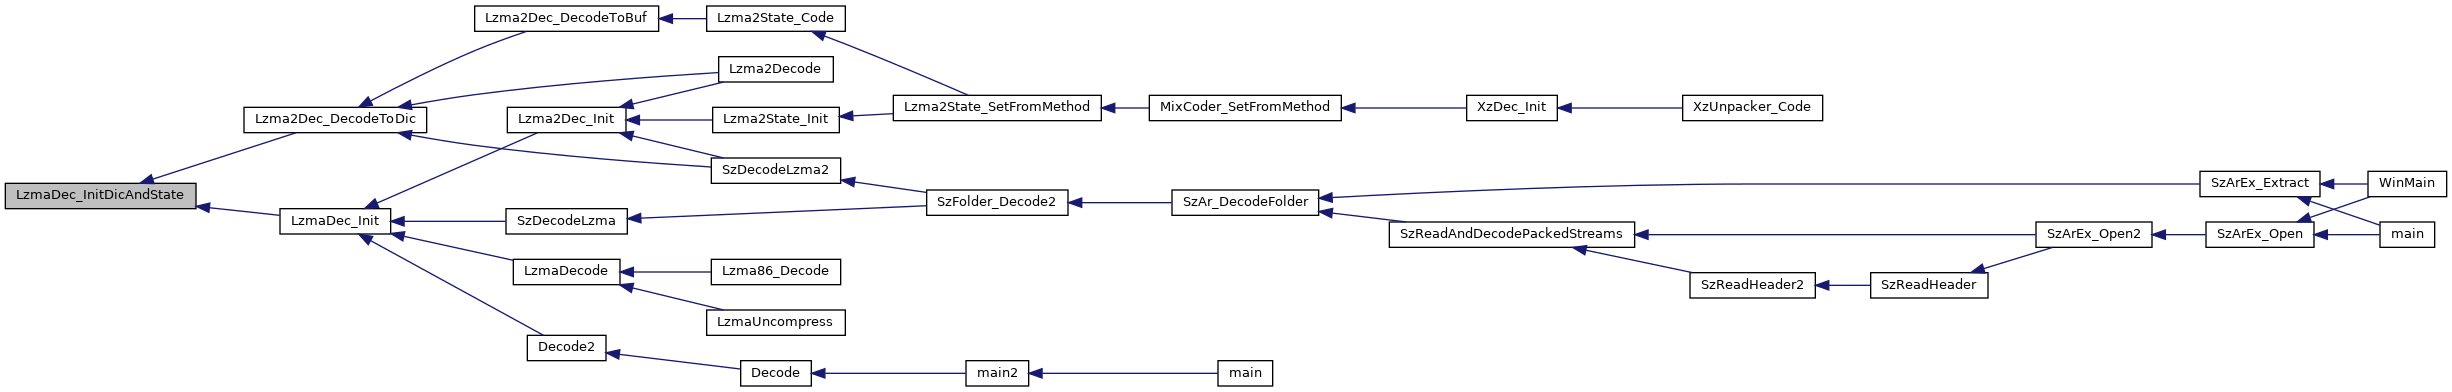 Lzma2Dec_DecodeToBuf
Lzma2State_Code
Lzma2Decode
Lzma2Dec_DecodeToDic
Lzma2Dec_Init
Lzma2State_Init
Lzma2State_SetFromMethod
MixCoder_SetFromMethod
XzDec_Init
XzUnpacker_Code
SzDecodeLzma2
LzmaDec_InitDicAndState
LzmaDec_Init
SzDecodeLzma
SzFolder_Decode2
SzAr_DecodeFolder
SzArEx_Extract
WinMain
SzReadAndDecodePackedStreams
SzArEx_Open2
SzArEx_Open
main
LzmaDecode
Lzma86_Decode
SzReadHeader2
SzReadHeader
LzmaUncompress
Decode2
Decode
main2
main